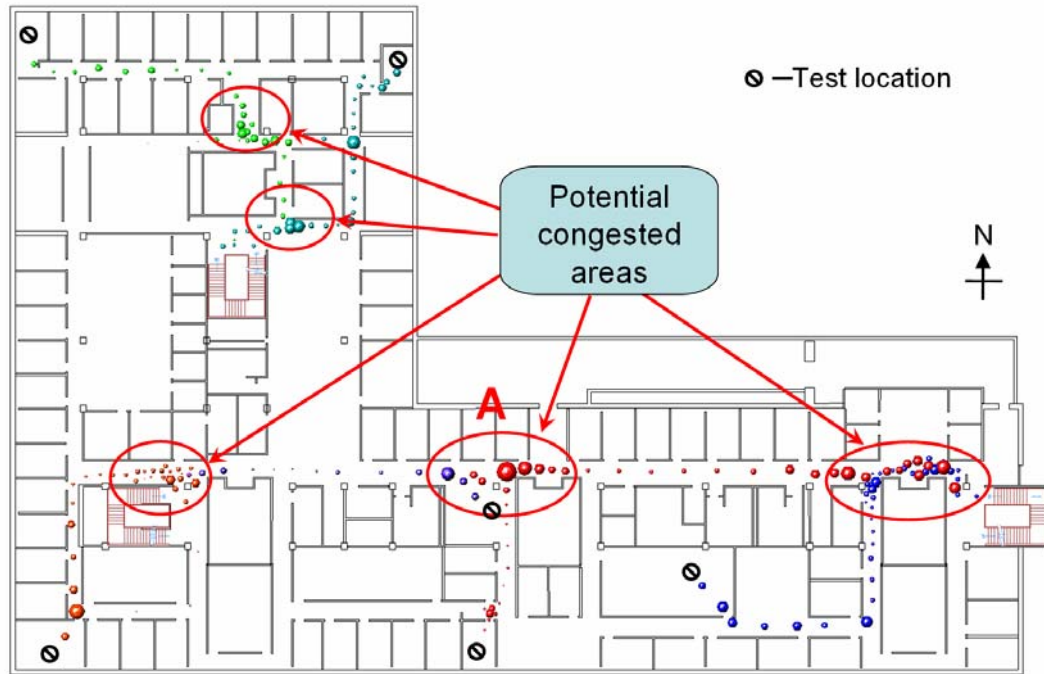 —Test location
Potential
congested
areas
N
A